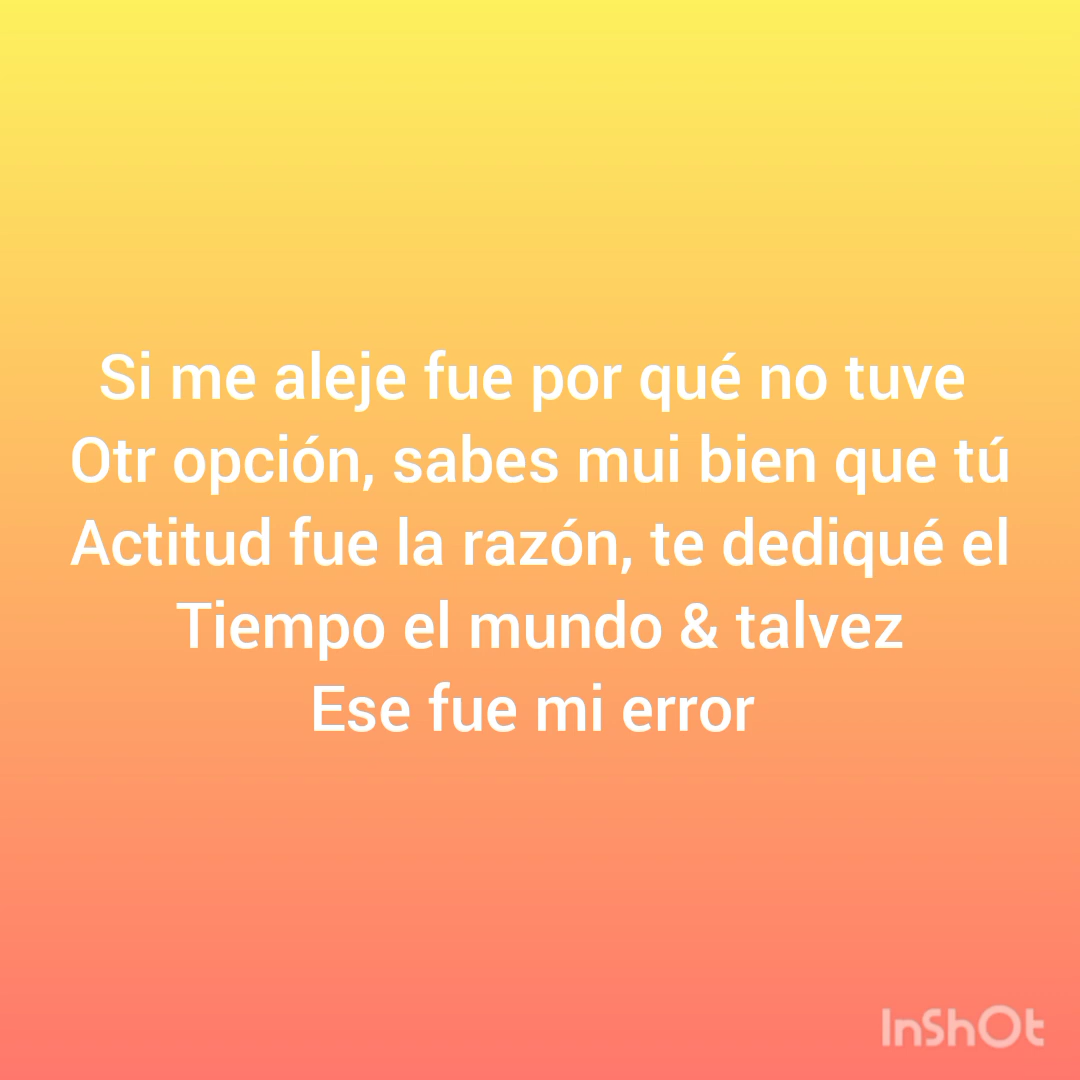 Si me aleje fue por qué no tuve
Otr opción, sabes mui bien que tú
Actitud fue la razón, te dediqué el
Tiempo el mundo & talvez
Ese fue mi error
InShOt